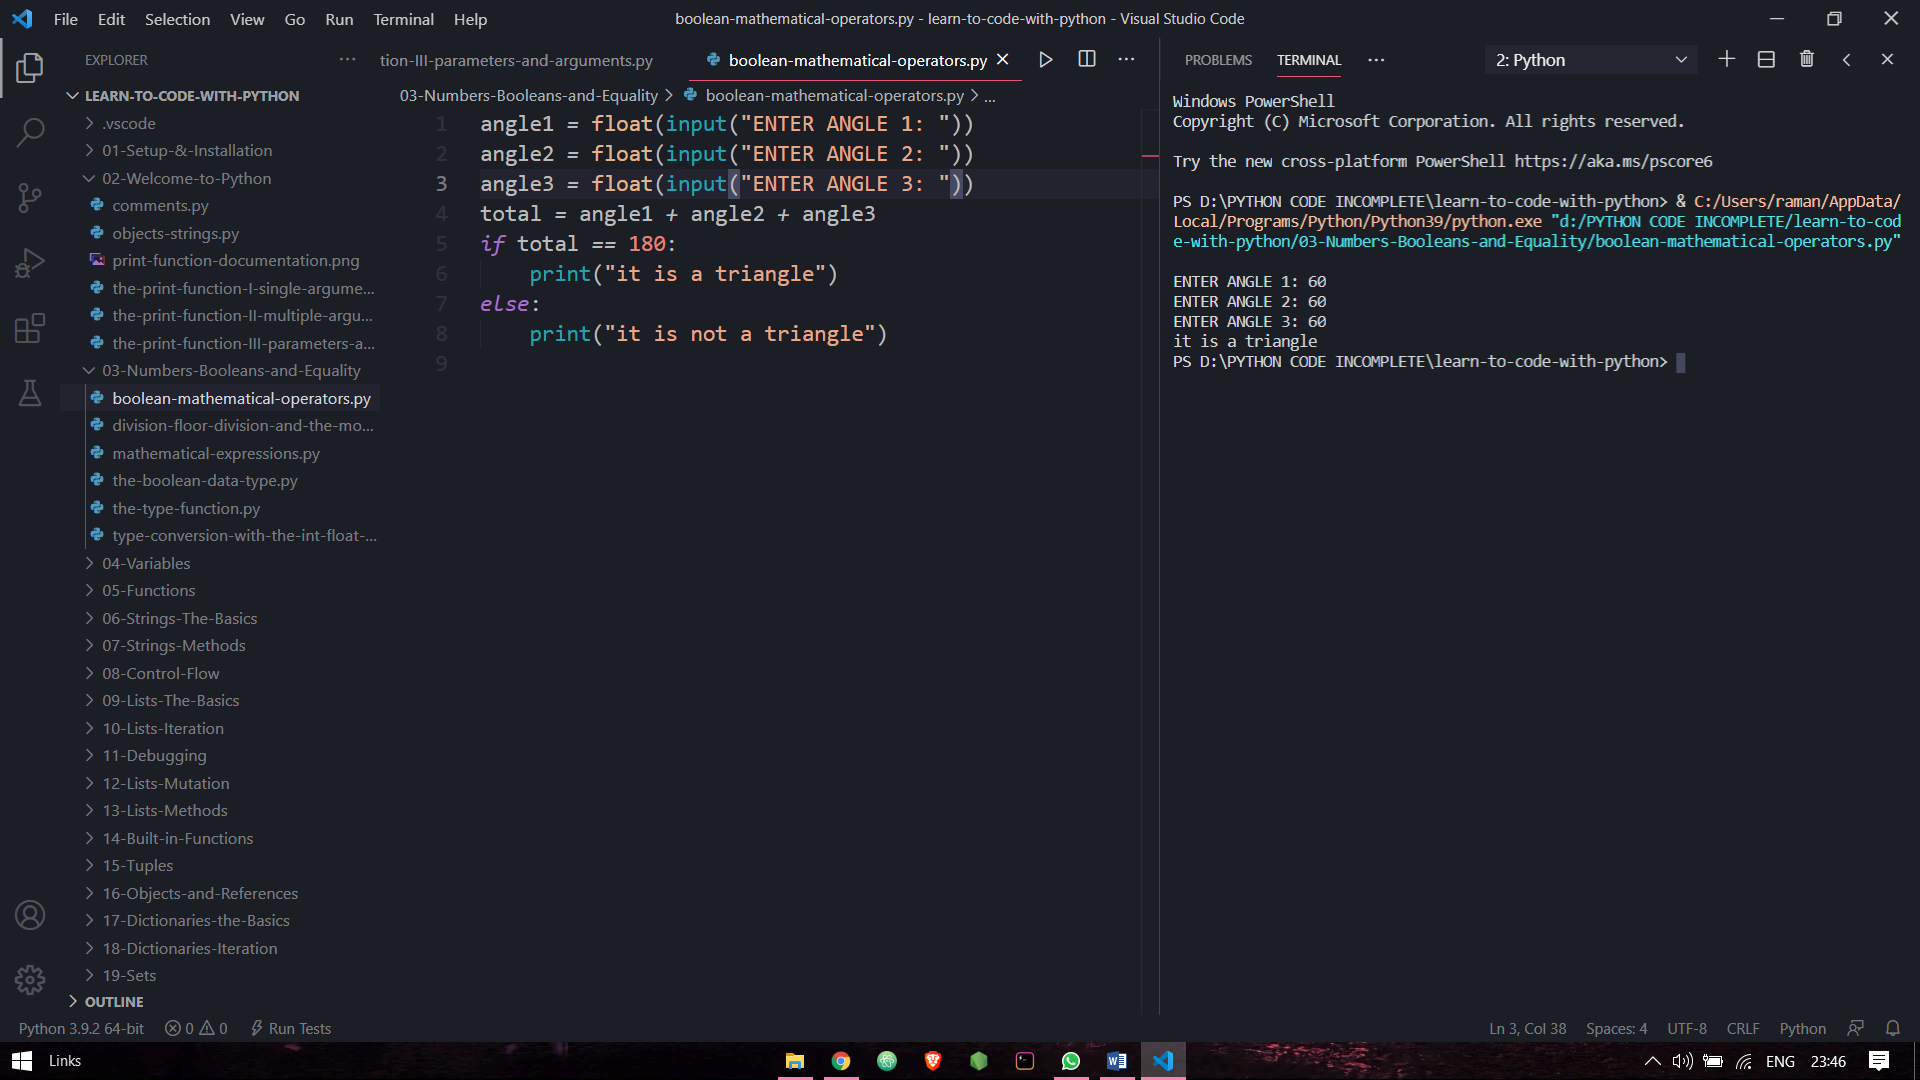 File Edit Selection View Go Run Terminal Help
boolean-mathematical-operators.py - learn-to-code-with-python - Visual Studio Code
EXPLORER
LEARN-TO-CODE-WITH-PYTHON
.vscode
01-Setup-&-Installation
02-Welcome-to-Python
comments.py
objects-strings.py
print-function-documentation.png
the-print-function-I-single-argume...
the-print-function-II-multiple-argu...
the-print-function-III-parameters-a...
03-Numbers-Booleans-and-Equality
boolean-mathematical-operators.py
division-floor-division-and-the-mo...
mathematical-expressions.py
the-boolean-data-type.py
the-type-function.py
type-conversion-with-the-int-float-...
04-Variables
05-Functions
06-Strings-The-Basics
07-Strings-Methods
08-Control-Flow
09-Lists-The-Basics
10-Lists-Iteration
11-Debugging
12-Lists-Mutation
13-Lists-Methods
14-Built-in-Functions
15-Tuples
16-Objects-and-References
17-Dictionaries-the-Basics
18-Dictionaries-Iteration
19-Sets
OUTLINE
tion-III-parameters-and-arguments.py boolean-mathematical-operators.py
03-Numbers-Booleans-and-Equality > boolean-mathematical-operators.py > ...
1 angle1 = float(input("ENTER ANGLE 1: "))
2 angle2 = float(input("ENTER ANGLE 2: "))
3 angle3 = float(input("ENTER ANGLE 3: "))
4 total = angle1 + angle2 + angle3
5 if total == 180:
6 print("it is a triangle")
7 else:
8 print("it is not a triangle")
9
PROBLEMS TERMINAL ... 2: Python
Windows PowerShell
Copyright (C) Microsoft Corporation. All rights reserved.
Try the new cross-platform PowerShell https://aka.ms/pscore6
PS D:\PYTHON CODE INCOMPLETE\learn-to-code-with-python> & C:/Users/raman/AppData/
Local/Programs/Python/Python39/python.exe "d:/PYTHON CODE INCOMPLETE/learn-to-cod
e-with-python/03-Numbers-Booleans-and-Equality/boolean-mathematical-operators.py"
ENTER ANGLE 1: 60
ENTER ANGLE 2: 60
ENTER ANGLE 3: 60
it is a triangle
PS D:\PYTHON CODE INCOMPLETE\learn-to-code-with-python>
Python 3.9.2 64-bit 0 0 Run Tests Ln 3, Col 38 Spaces: 4 UTF-8 CRLF Python
Links ENG 23:46